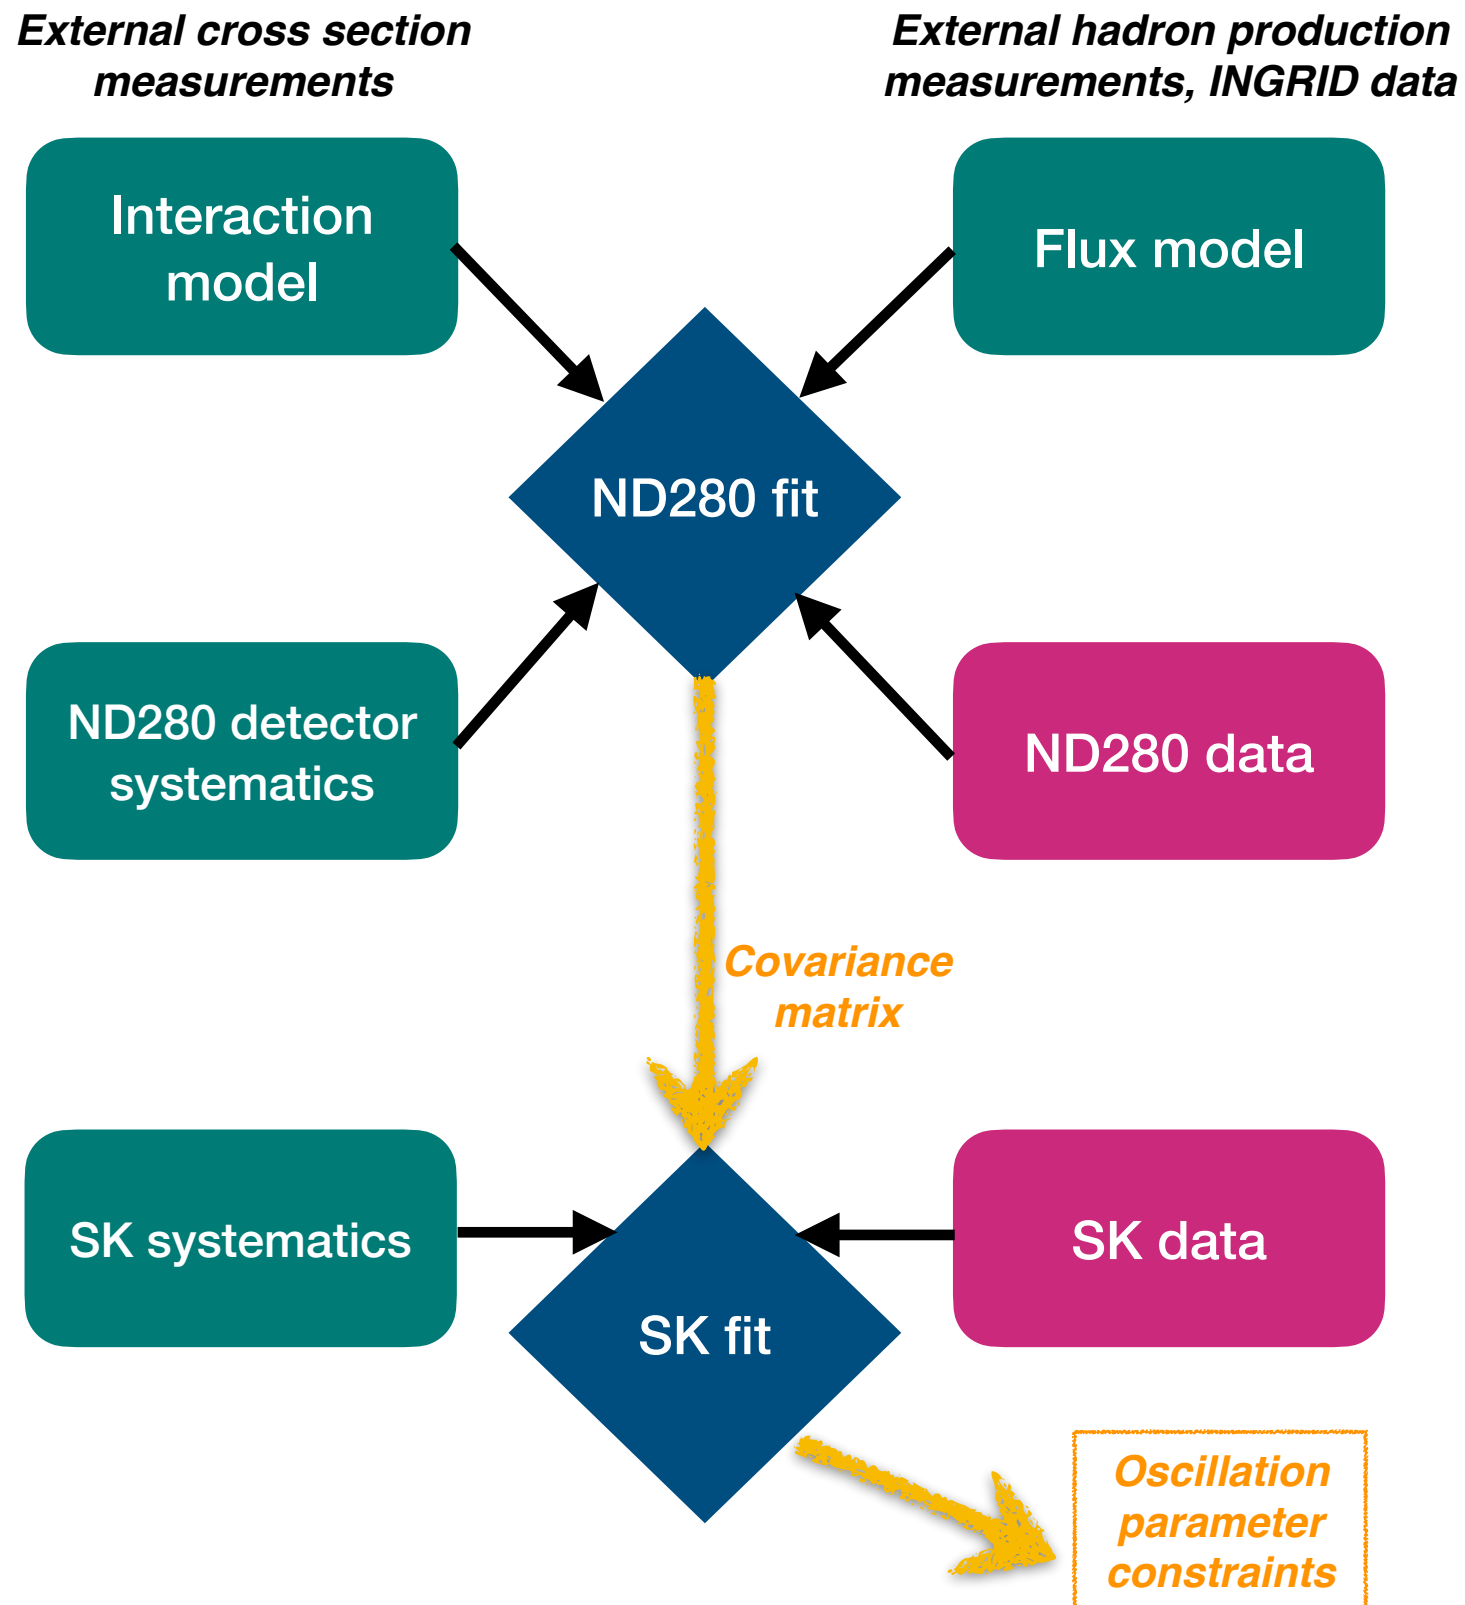 External cross section
measurements
External hadron production
measurements, INGRID data
Interaction
model
Flux model
ND280 fit
ND280 detector
systematics
ND280 data
Covariance
matrix
SK systematics
SK data
SK fit
Oscillation
parameter
constraints